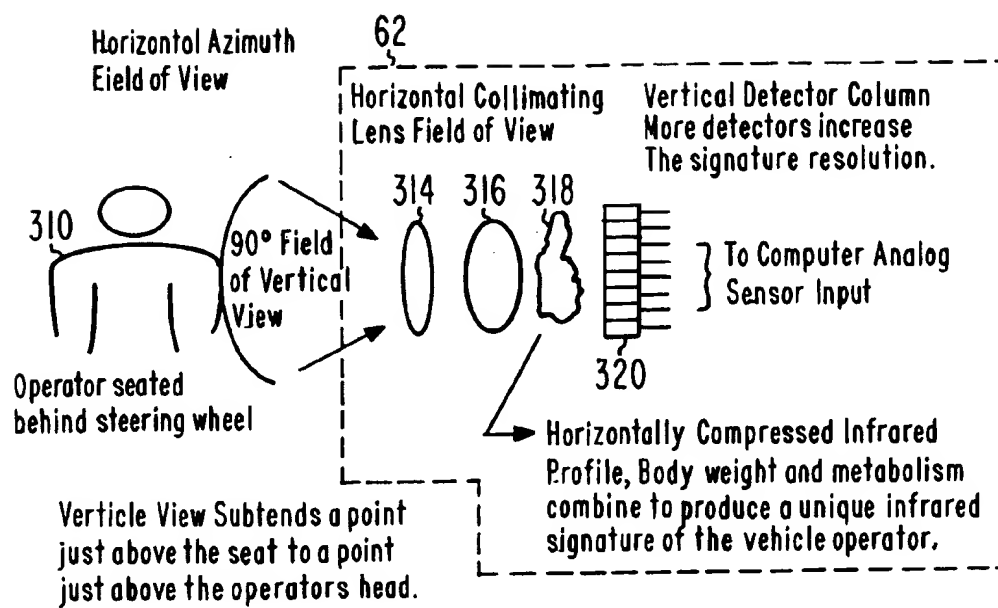 Horizontal Azimuth
Eield of View
62
Horizontal Collimating
Lens Field of View
Vertical Detector Column
More detectors increase
The signature resolution.
310
314
316
318
90° Field
of Vertical
View
To Computer Analog
Sensor Input
320
Operator seated
behind steering wheel
Horizontally Compressed Infrared
Profile, Body weight and metabolism
combine to produce a unique infrared
signature of the vehicle operator.
Verticle View Subtends a point
just above the seat to a point
just above the operators head.